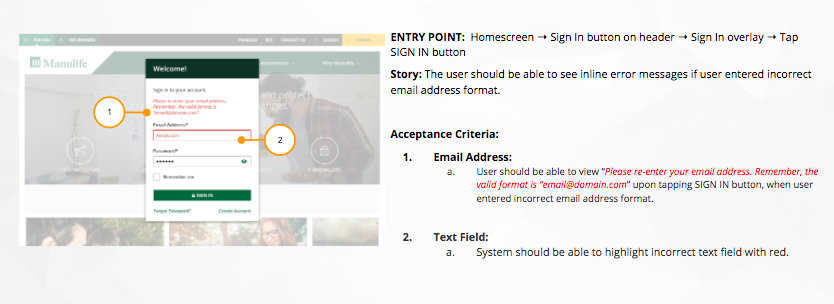 FOR YOU
FOR BUSINESS
FRANÇAIS
CONTACT US
SEARCH
SIGN IN
Manulife
Why Manulife
Welcome!
Sign in to your account.
Please re-enter your email address.
Remember, the valid format is
"email@domain.com".
Email Address*
Password*
Remember me
SIGN IN
Forgot Password?
Create Account
1
2
ENTRY POINT: Homescreen → Sign In button on header → Sign In overlay → Tap
SIGN IN button
Story: The user should be able to see inline error messages if user entered incorrect
email address format.
Acceptance Criteria:
1. Email Address:
a. User should be able to view “Please re-enter your email address. Remember, the
valid format is “email@domain.com” upon tapping SIGN IN button, when user
entered incorrect email address format.
2. Text Field:
a. System should be able to highlight incorrect text field with red.